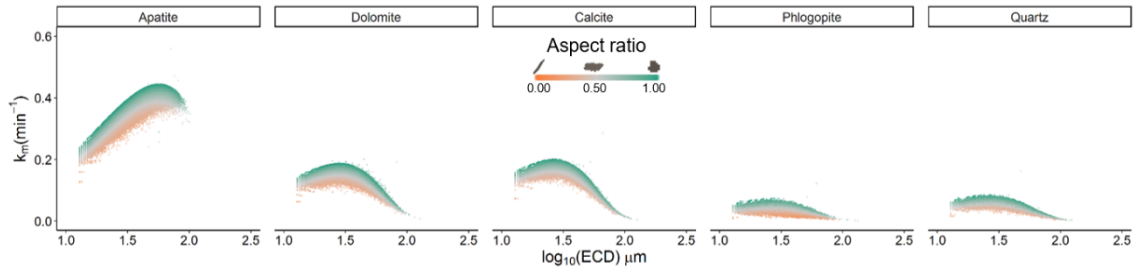 Apatite Dolomite Calcite Phlogopite Quartz
0.6
0.4
0.2
0.0
kₘ(min⁻¹)
Aspect ratio
0.00 0.50 1.00
1.0 1.5 2.0 2.5 1.0 1.5 2.0 2.5 1.0 1.5 2.0 2.5 1.0 1.5 2.0 2.5 1.0 1.5 2.0 2.5
log₁₀(ECD) μm